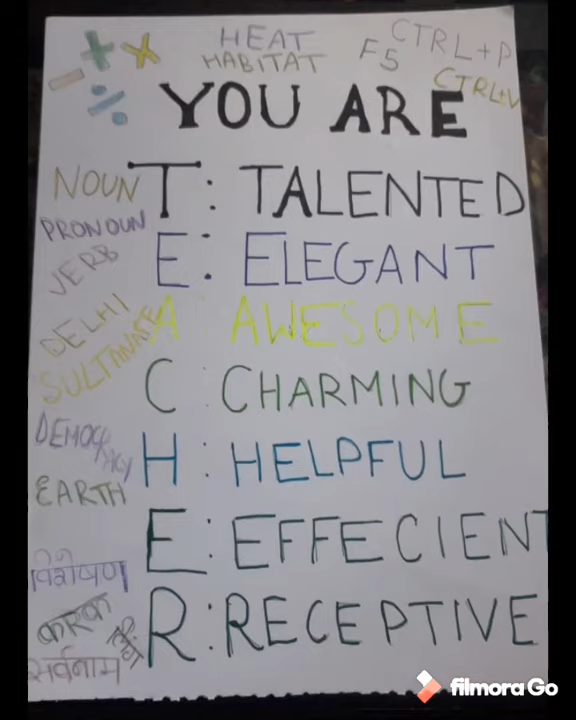 HEAT
HABITAT
F5
CTRL+P
CTRL+V
YOU ARE
NOUN
PRONOUN
VERB
DELHI
SULTANATE
DEMOCRACY
EARTH
विशेषण
कारक
सर्वनाम
T: TALENTED
E: ELEGANT
A: AWESOME
C: CHARMING
H: HELPFUL
E: EFFECIENT
R: RECEPTIVE
filmora Go